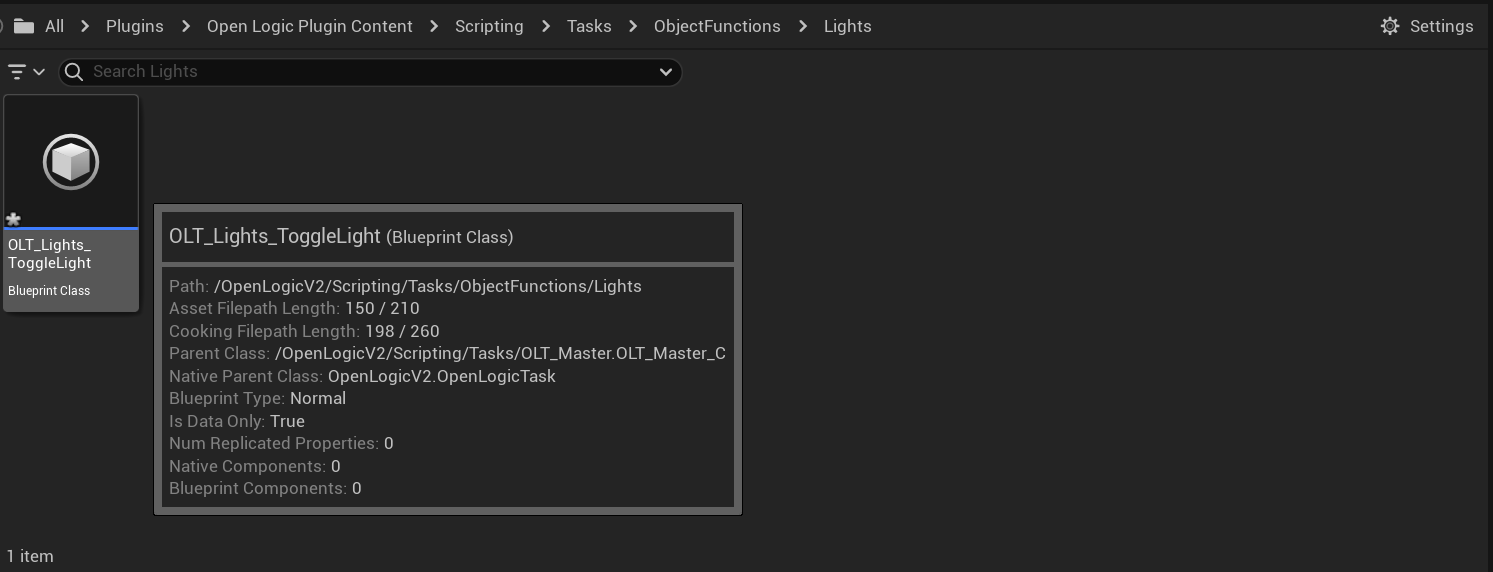 All > Plugins > Open Logic Plugin Content > Scripting > Tasks > ObjectFunctions > Lights Settings
Search Lights
OLT_Lights_
ToggleLight
Blueprint Class
OLT_Lights_ToggleLight (Blueprint Class)
Path: /OpenLogicV2/Scripting/Tasks/ObjectFunctions/Lights
Asset Filepath Length: 150 / 210
Cooking Filepath Length: 198 / 260
Parent Class: /OpenLogicV2/Scripting/Tasks/OLT_Master.OLT_Master_C
Native Parent Class: OpenLogicV2.OpenLogicTask
Blueprint Type: Normal
Is Data Only: True
Num Replicated Properties: 0
Native Components: 0
Blueprint Components: 0
1 item